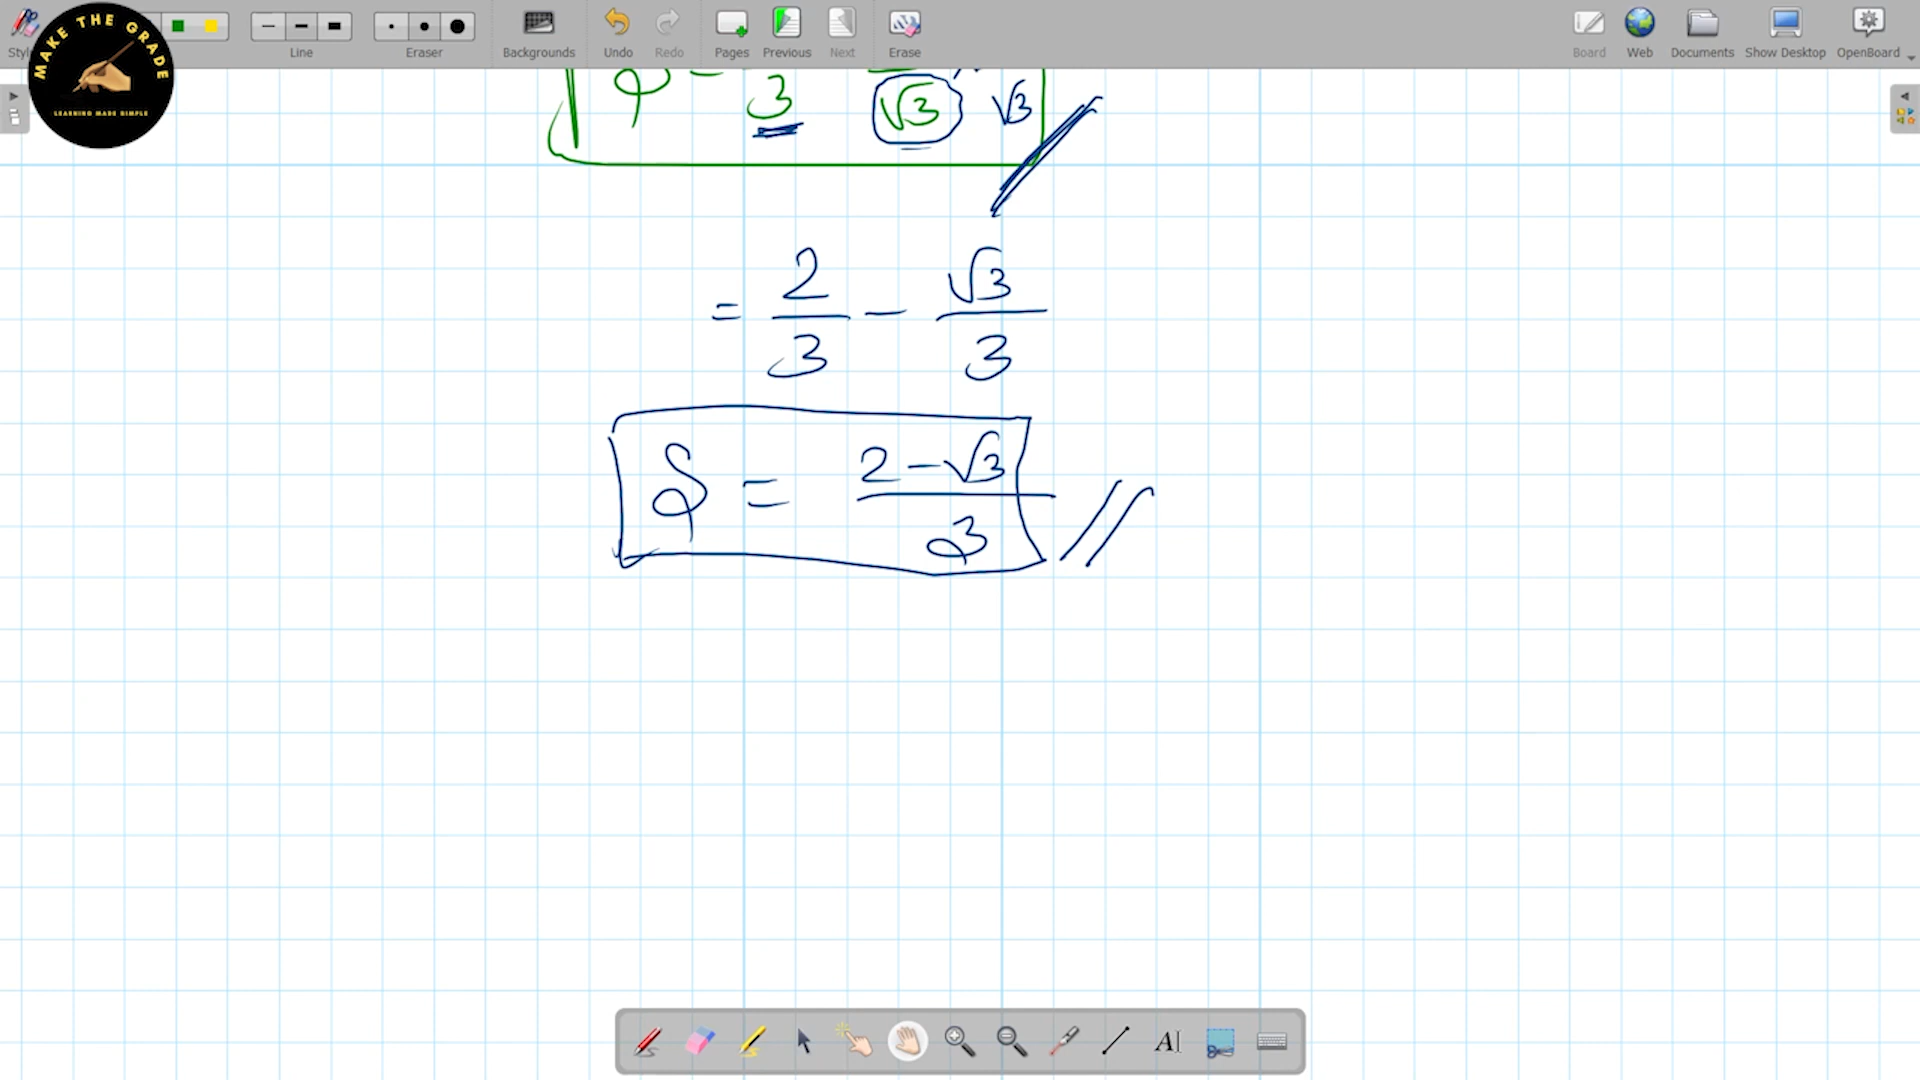 Line
Eraser
Backgrounds
Undo
Redo
Pages
Previous
Next
Erase
Board
Web
Documents
Show Desktop
OpenBoard
MAKE THE GRADE
LEARNING MADE SIMPLE
3 √3 √3
= 2/3 - √3/3
= (2-√3)/3
AI